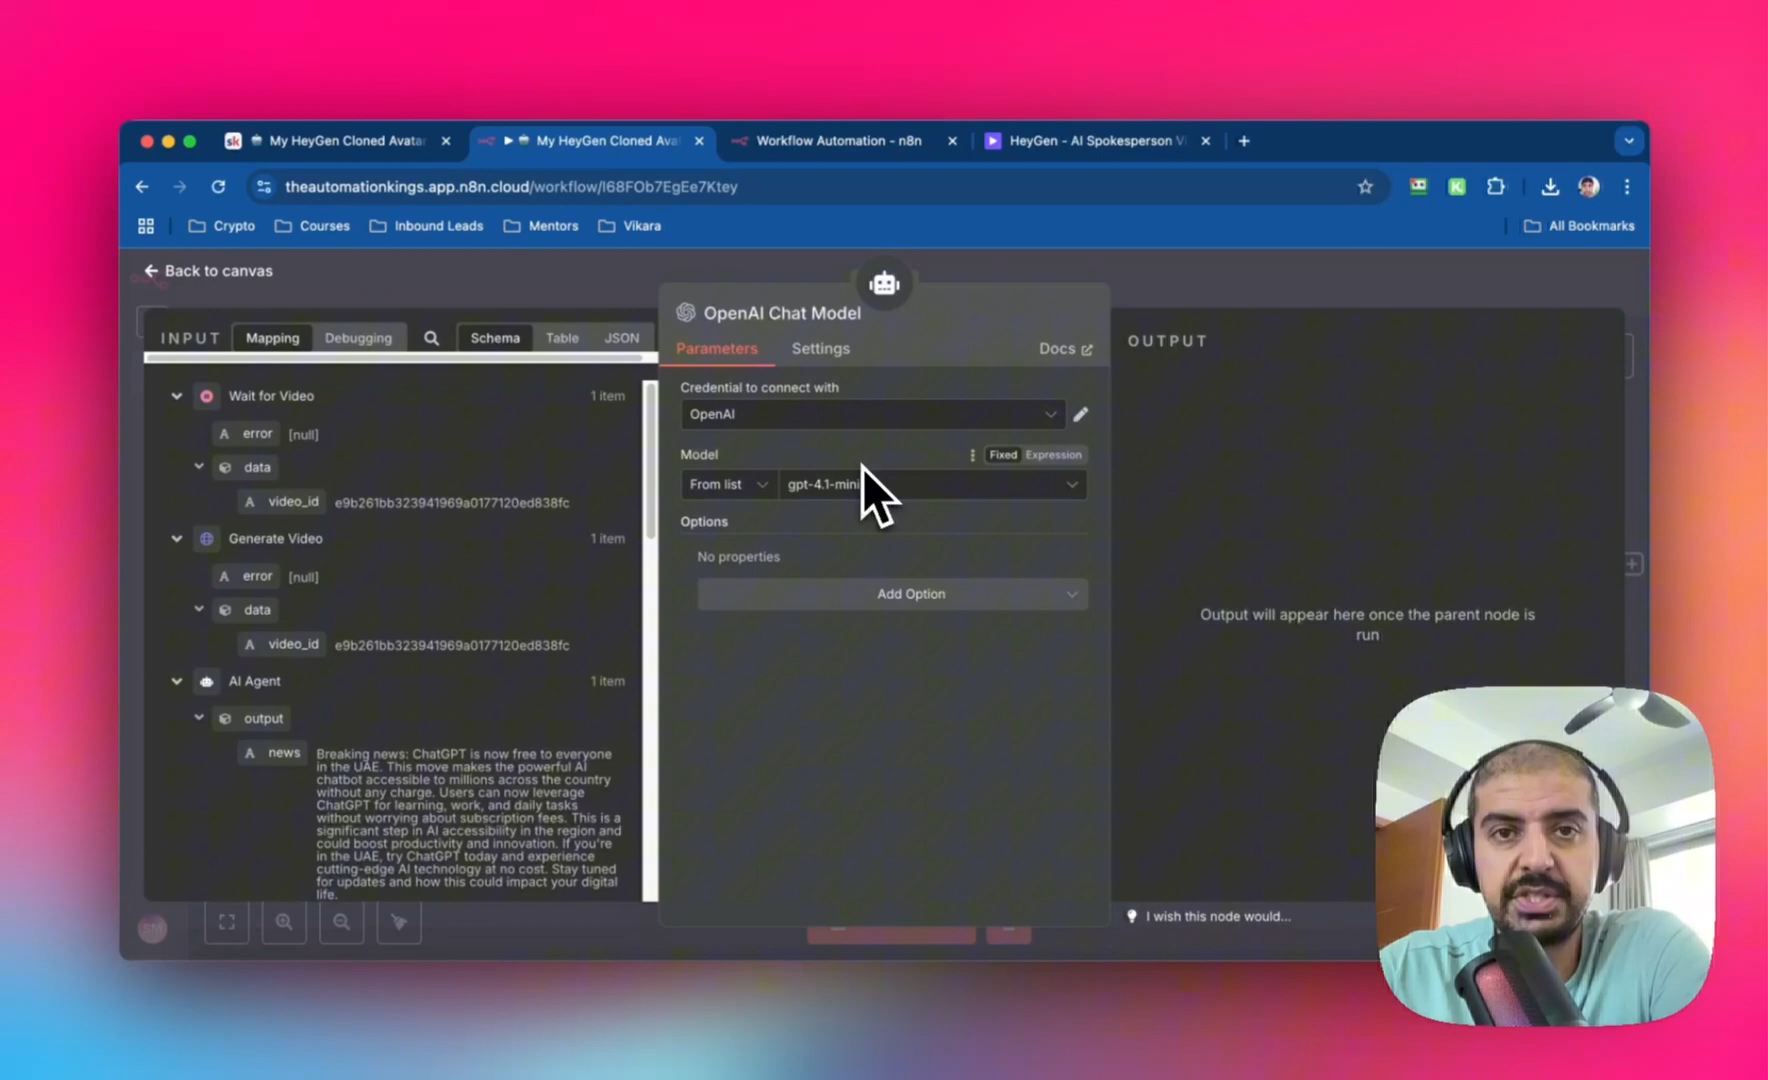 sk My HeyGen Cloned Avatar
My HeyGen Cloned Ava
Workflow Automation - n8n
HeyGen - AI Spokesperson Vi
theautomationkings.app.n8n.cloud/workflow/I68FOb7EgEe7Ktey
K
Crypto
Courses
Inbound Leads
Mentors
Vikara
All Bookmarks
Back to canvas
INPUT
Mapping
Debugging
Schema
Table
JSON
Wait for Video
1 item
A error [null]
data
A video_id e9b261bb323941969a0177120ed838fc
Generate Video
1 item
A error [null]
data
A video_id e9b261bb323941969a0177120ed838fc
AI Agent
1 item
output
A news Breaking news: ChatGPT is now free to everyone
in the UAE. This move makes the powerful AI
chatbot accessible to millions across the country
without any charge. Users can now leverage
ChatGPT for learning, work, and daily tasks
without worrying about subscription fees. This is a
significant step in AI accessibility in the region and
could boost productivity and innovation. If you're
in the UAE, try ChatGPT today and experience
cutting-edge AI technology at no cost. Stay tuned
for updates and how this could impact your digital
life.
SM
OpenAI Chat Model
Parameters
Settings
Docs
Credential to connect with
OpenAI
Model
Fixed
Expression
From list
gpt-4.1-mini
Options
No properties
Add Option
OUTPUT
Output will appear here once the parent node is
run
I wish this node would...